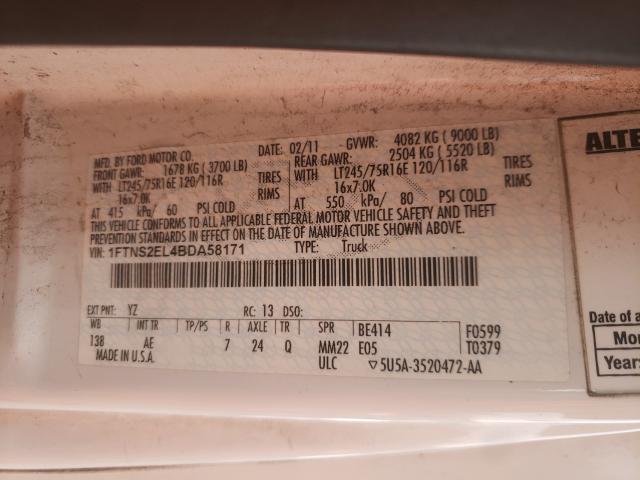 MFD. BY FORD MOTOR CO.
DATE: 02/11 GVWR: 4082 KG ( 9000 LB)
FRONT GAWR: 1678 KG ( 3700 LB)
REAR GAWR: 2504 KG ( 5520 LB)
WITH LT245/75R16E 120/116R TIRES
WITH LT245/75R16E 120/116R TIRES
16x7.0K RIMS
16x7.0K RIMS
AT 415 kPa/ 60 PSI COLD
AT 550 kPa/ 80 PSI COLD
THIS VEHICLE CONFORMS TO ALL APPLICABLE FEDERAL MOTOR VEHICLE SAFETY AND THEFT
PREVENTION STANDARDS IN EFFECT ON THE DATE OF MANUFACTURE SHOWN ABOVE.
VIN: 1FTNS2EL4BDA58171 TYPE: Truck
EXT PNT: YZ RC: 13 DSO:
WB INT TR TP/PS R AXLE TR SPR BE414 F0599
138 AE 7 24 Q MM22 E05 T0379
MADE IN U.S.A. ULC ▽5U5A-3520472-AA
ALTE
Date of a
Mon
Years